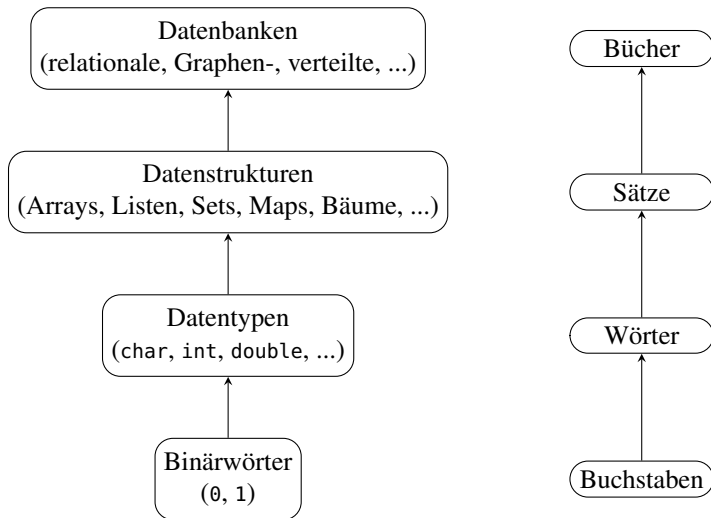 Datenbanken
(relationale, Graphen-, verteilte, ...)
Datenstrukturen
(Arrays, Listen, Sets, Maps, Bäume, ...)
Datentypen
(char, int, double, ...)
Binärwörter
(0, 1)
Bücher
Sätze
Wörter
Buchstaben